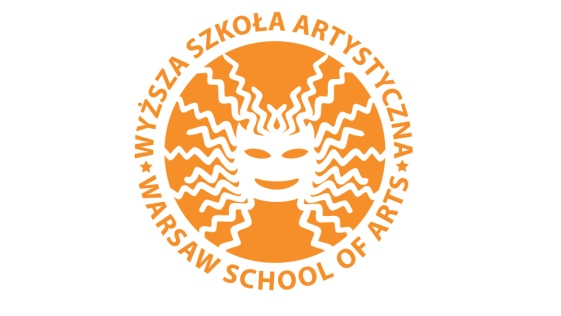 WYŻSZA SZKOŁA ARTYSTYCZNA
WARSAW SCHOOL OF ARTS